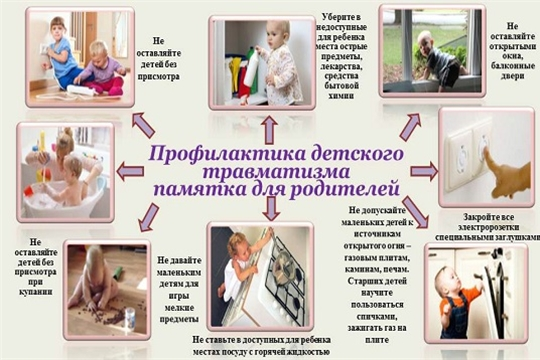 Не
оставляйте
детей без
присмотра
Уберите в
недоступные
для ребенка
места острые
предметы,
лекарства,
средства
бытовой
химии
Не
оставляйте
открытыми
окна,
балконные
двери
Профилактика детского
травматизма
памятка для родителей
Не
оставляйте
детей без
присмотра
при
купании
Не давайте
маленьким
детям для
игры
мелкие
предметы
Не ставьте в доступных для ребенка
местах посуду с горячей жидкостью
Не допускайте
маленьких детей к
источникам
открытого огня –
газовым плитам,
каминам, печам.
Старших детей
научите
пользоваться
спичками,
зажигать газ на
плите
Закройте все
электророзетки
специальными заглушками